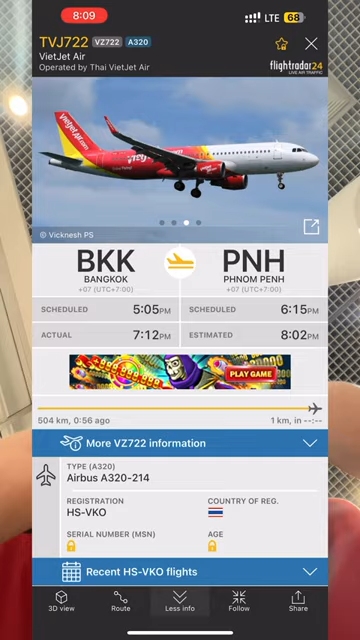 8:09
LTE 68
TVJ722 VZ722 A320
VietJet Air
Operated by Thai VietJet Air
flightradar24
LIVE AIR TRAFFIC
VietJetAir.com
© Vicknesh PS
BKK PNH
BANGKOK PHNOM PENH
+07 (UTC+7:00) +07 (UTC+7:00)
SCHEDULED 5:05PM SCHEDULED 6:15PM
ACTUAL 7:12PM ESTIMATED 8:02PM
PLAY GAME
504 km, 0:56 ago 1 km, in --:--
More VZ722 information
TYPE (A320)
Airbus A320-214
REGISTRATION COUNTRY OF REG.
HS-VKO
SERIAL NUMBER (MSN) AGE
Recent HS-VKO flights
3D view Route Less info Follow Share